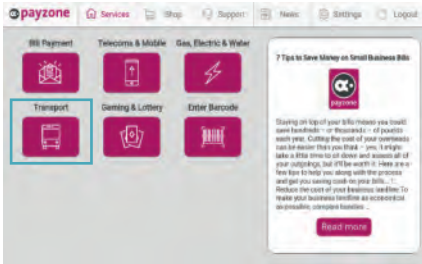 payzone Services Shop Support News Settings Logout
Bill Payment Telecoms & Mobile Gas, Electric & Water
Transport Gaming & Lottery Enter Barcode
7 Tips to Save Money on Small Business Bills
payzone
Staying on top of your bills means you could
save hundreds – or thousands – of pounds
each year. Cutting the cost of your overheads
can be easier than you think – yes, it might
take a little time to sit down and assess all of
your outgoings, but it'll be worth it. Here are a
few tips to help you along with the process
and get you saving cash on your bills... 1.
Reduce the cost of your business landline To
make your business landline as economical
as possible, compare bundles ...
Read more